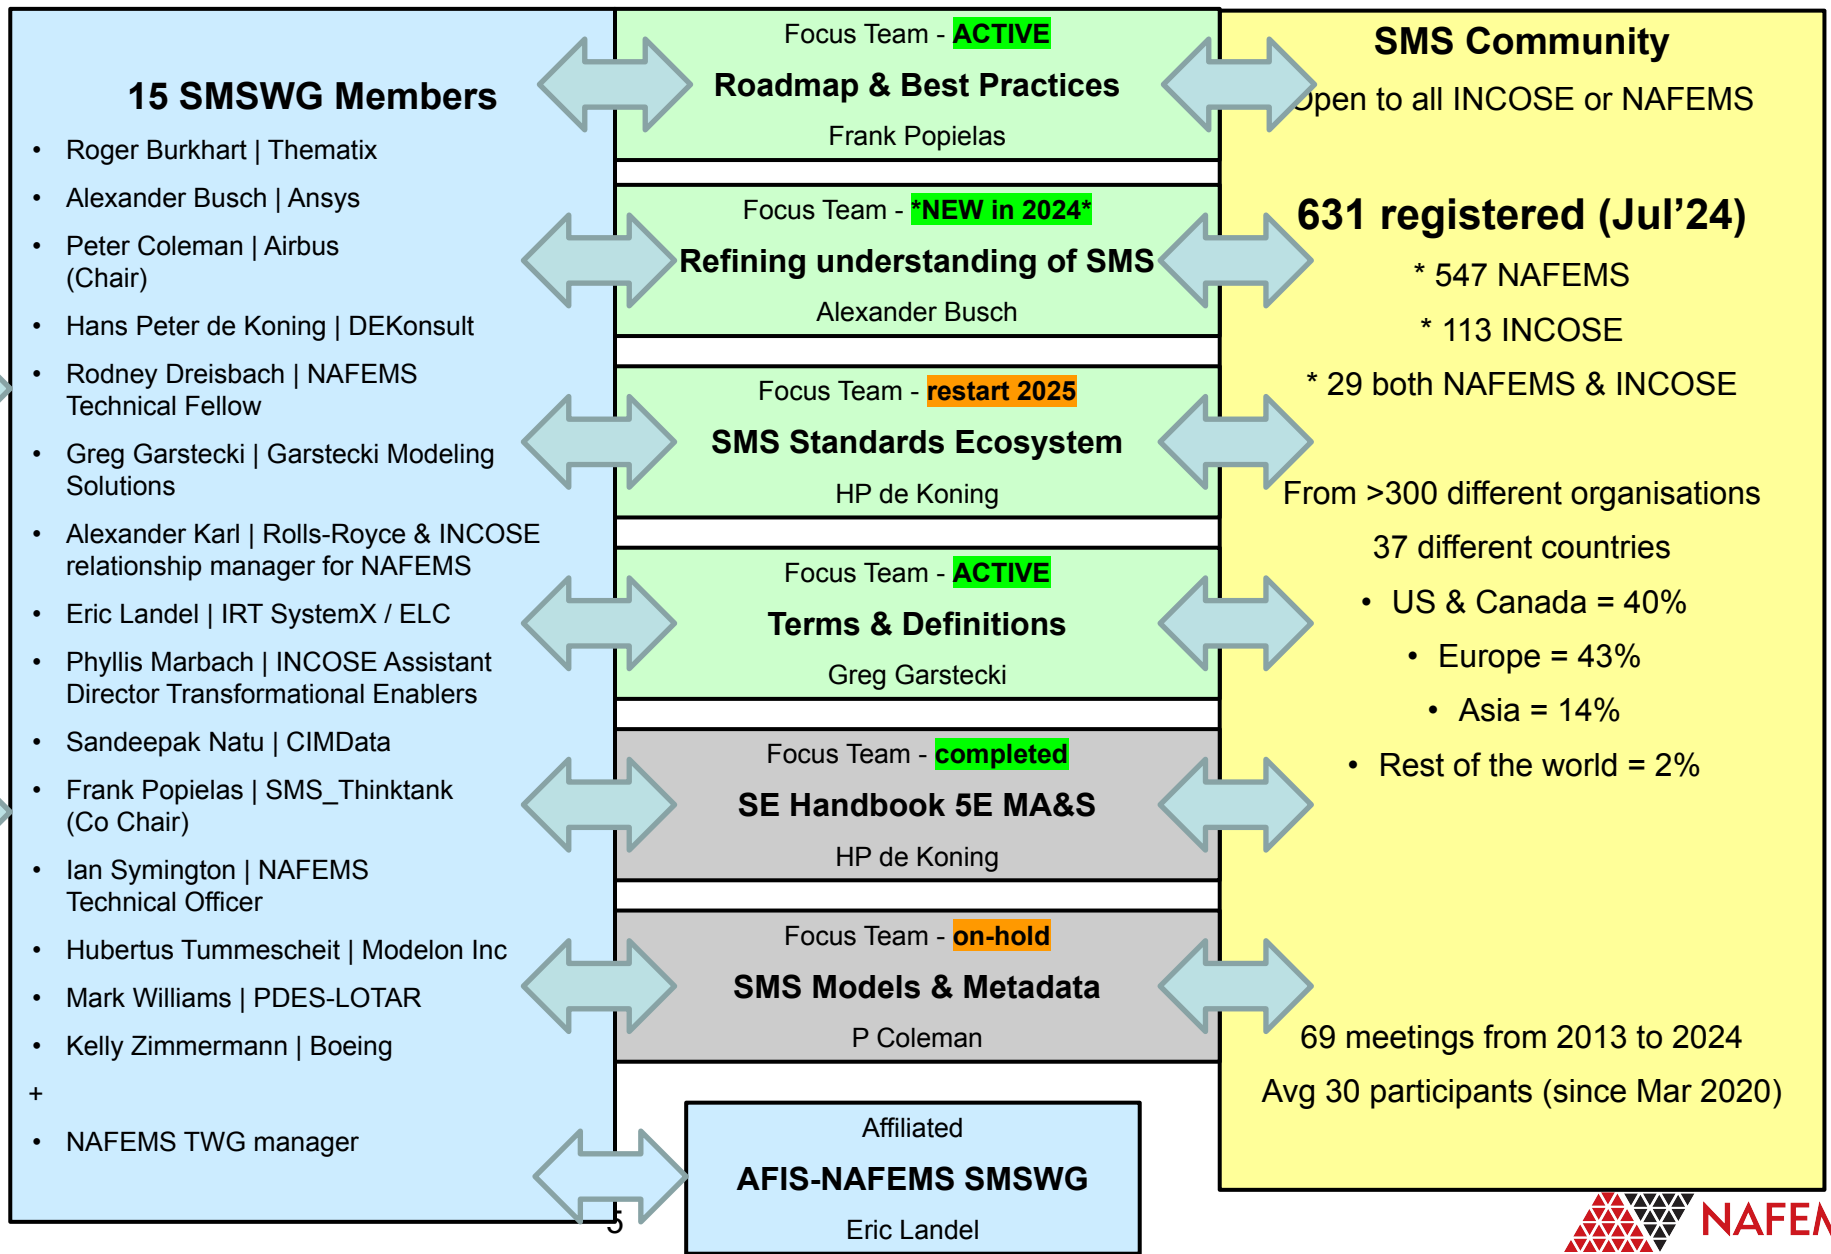 15 SMSWG Members
• Roger Burkhart | Thematix
• Alexander Busch | Ansys
• Peter Coleman | Airbus
(Chair)
• Hans Peter de Koning | DEKonsult
• Rodney Dreisbach | NAFEMS
Technical Fellow
• Greg Garstecki | Garstecki Modeling
Solutions
• Alexander Karl | Rolls-Royce & INCOSE
relationship manager for NAFEMS
• Eric Landel | IRT SystemX / ELC
• Phyllis Marbach | INCOSE Assistant
Director Transformational Enablers
• Sandeepak Natu | CIMData
• Frank Popielas | SMS_Thinktank
(Co Chair)
• Ian Symington | NAFEMS
Technical Officer
• Hubertus Tummescheit | Modelon Inc
• Mark Williams | PDES-LOTAR
• Kelly Zimmermann | Boeing
+
• NAFEMS TWG manager
Focus Team - ACTIVE
Roadmap & Best Practices
Frank Popielas
Focus Team - *NEW in 2024*
Refining understanding of SMS
Alexander Busch
Focus Team - restart 2025
SMS Standards Ecosystem
HP de Koning
Focus Team - ACTIVE
Terms & Definitions
Greg Garstecki
Focus Team - completed
SE Handbook 5E MA&S
HP de Koning
Focus Team - on-hold
SMS Models & Metadata
P Coleman
Affiliated
AFIS-NAFEMS SMSWG
Eric Landel
SMS Community
Open to all INCOSE or NAFEMS
631 registered (Jul’24)
* 547 NAFEMS
* 113 INCOSE
* 29 both NAFEMS & INCOSE
From >300 different organisations
37 different countries
• US & Canada = 40%
• Europe = 43%
• Asia = 14%
• Rest of the world = 2%
69 meetings from 2013 to 2024
Avg 30 participants (since Mar 2020)
5